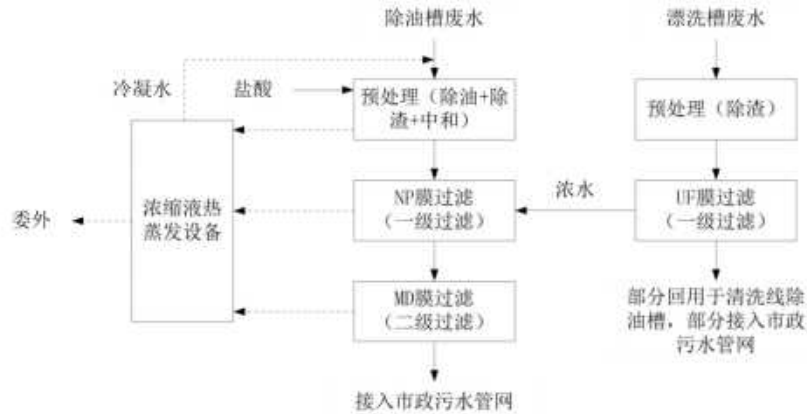 除油槽废水
漂洗槽废水
冷凝水
盐酸
预处理（除油+除
渣+中和）
预处理（除渣）
浓缩液热
蒸发设备
委外
NP膜过滤
（一级过滤）
浓水
UF膜过滤
（一级过滤）
MD膜过滤
（二级过滤）
部分回用于清洗线除
油槽，部分接入市政
污水管网
接入市政污水管网